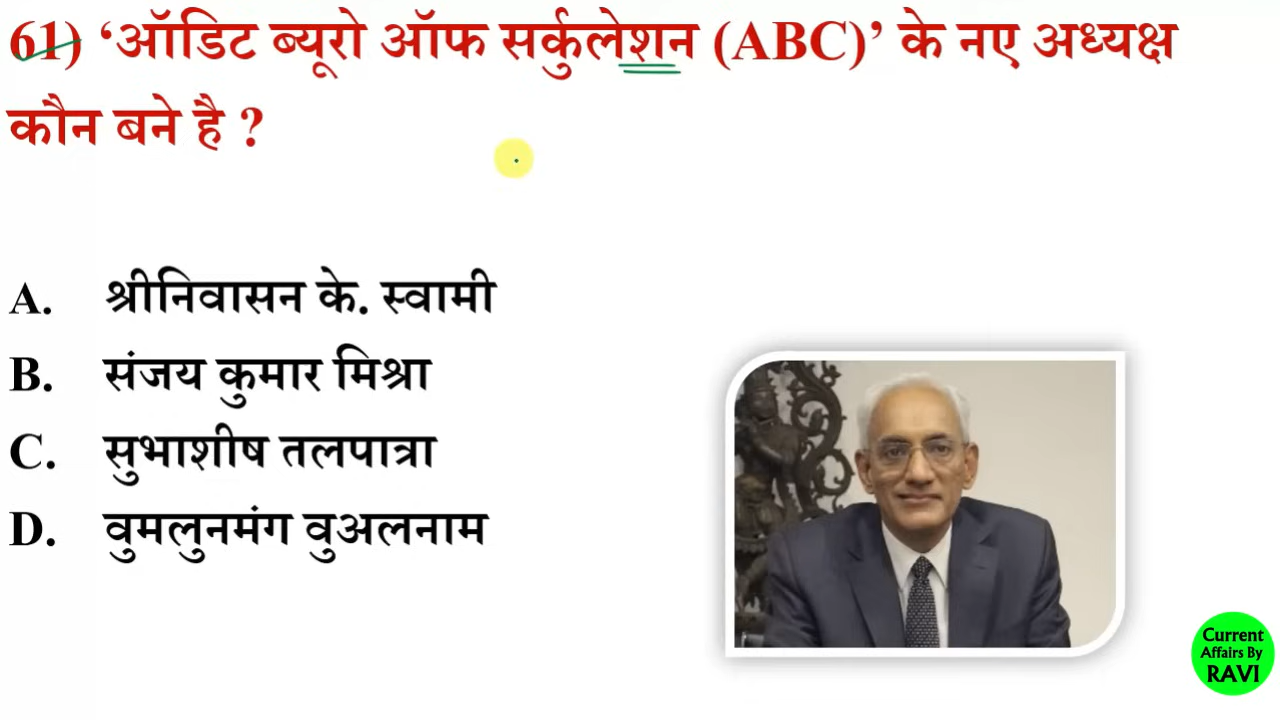 61) ‘ऑडिट ब्यूरो ऑफ सर्कुलेशन (ABC)’ के नए अध्यक्ष
कौन बने है ?
A. श्रीनिवासन के. स्वामी
B. संजय कुमार मिश्रा
C. सुभाशीष तलपात्रा
D. वुमलुनमंग वुअलनाम
Current
Affairs By
RAVI